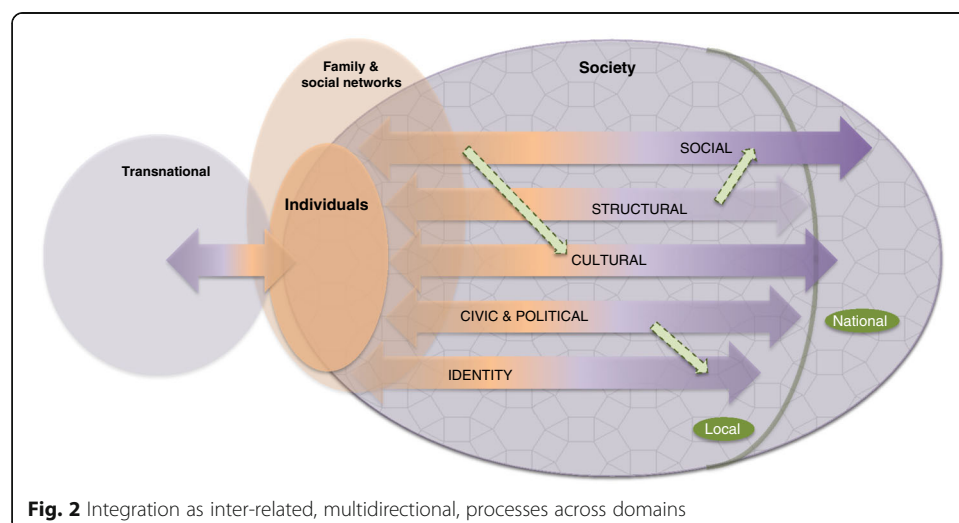 Family &
social networks
Society
Transnational
Individuals
SOCIAL
STRUCTURAL
CULTURAL
CIVIC & POLITICAL
IDENTITY
National
Local
Fig. 2 Integration as inter-related, multidirectional, processes across domains